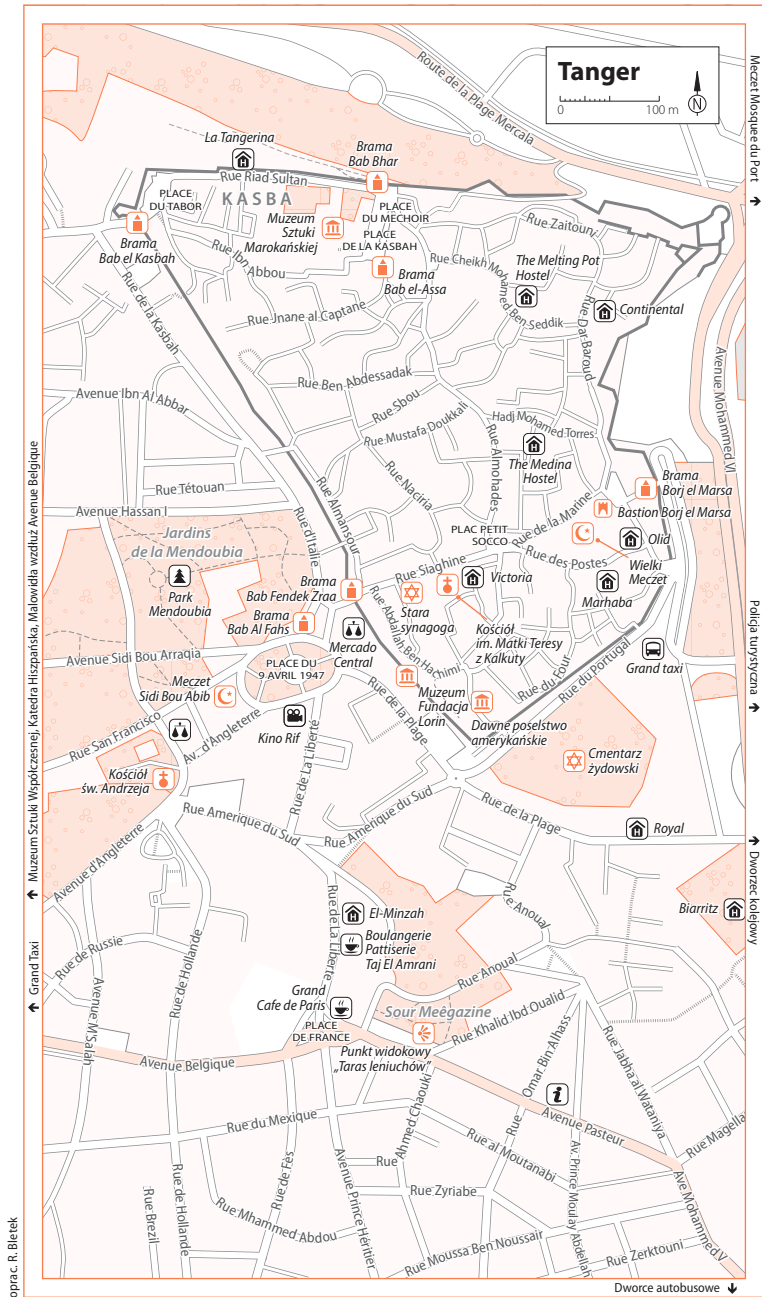 Tanger
0 100 m
N
Route de la Plage Mercala
Meczet Mosquee du Port
La Tangerina
Brama
Bab Bhar
Rue Riad Sultan
KASBA
PLACE
DU TABOR
Muzeum
Sztuki
Marokańskiej
PLACE
DU MECHOIR
PLACE
DE LA KASBAH
Brama
Bab el Kasbah
Rue Ibn Abbou
Brama
Bab el-Assa
Rue Zaitoun
Rue Cheikh Mohamed Ben Seddik
The Melting Pot
Hostel
Continental
Rue Dar Baroud
Rue de la Kasbah
Rue Jnane al Captane
Avenue Mohammed VI
Rue Ben Abdessadak
Avenue Ibn Al Abbar
Rue Sbou
Rue Mustafa Doukkali
Hadj Mohamed Torres
Rue Almohades
The Medina
Hostel
Rue Naciria
Rue Tétouan
Rue Almansour
Brama
Borj el Marsa
Bastion Borj el Marsa
Avenue Hassan I
Rue d'Italie
Jardins
de la Mendoubia
PLAC PETIT
SOCCO
Rue de la Marine
Olid
Rue des Postes
Wielki
Meczet
Rue Siaghine
Victoria
Marhaba
Park
Mendoubia
Brama
Bab Fendek Zraa
Brama
Bab Al Fahs
Stara
synagoga
Kościół
im. Matki Teresy
z Kalkuty
Rue Abdallah Ben Hachimi
Mercado
Central
Avenue Sidi Bou Arraqia
PLACE DU
9 AVRIL 1947
Grand taxi
Rue du Four
Rue du Portugal
Policja turystyczna
Meczet
Sidi Bou Abib
Muzeum
Fundacja
Lorin
Dawne poselstwo
amerykańskie
Rue de la Plage
Rue San Francisco
Av. d'Angleterre
Kino Rif
Rue de La Liberté
Cmentarz
żydowski
Kościół
św. Andrzeja
Rue Amerique du Sud
Rue Amerique du Sud
Rue de la Plage
Royal
Avenue d'Angleterre
Muzeum Sztuki Współczesnej, Katedra Hiszpańska, Malowidła wzdłuż Avenue Belgique
Dworzec kolejowy
Rue Anoual
Biarritz
El-Minzah
Boulangerie
Pattiserie
Taj El Amrani
Rue de La Liberte
Rue de Russie
Rue de Hollande
Rue Anoual
Grand Taxi
Grand
Cafe de Paris
PLACE
DE FRANCE
Sour Meêgazine
Rue Khalid Ibd Oualid
Avenue M'Salah
Avenue Belgique
Punkt widokowy
„Taras leniuchów”
Rue Omar Bin Alhass
Rue Jabha al Wataniya
Avenue Pasteur
Rue du Mexique
Rue Ahmed Chaouki
Rue al Moutanabi
Rue Magella
Rue de Fès
Avenue Prince Héritier
Rue Zyriabe
Av. Prince Moulay Abdellah
Ave Mohammed V
Rue Brezil
Rue de Hollande
Rue Mhammed Abdou
Rue Moussa Ben Noussair
Rue Zerktouni
Dworce autobusowe
oprac. R. Bletek